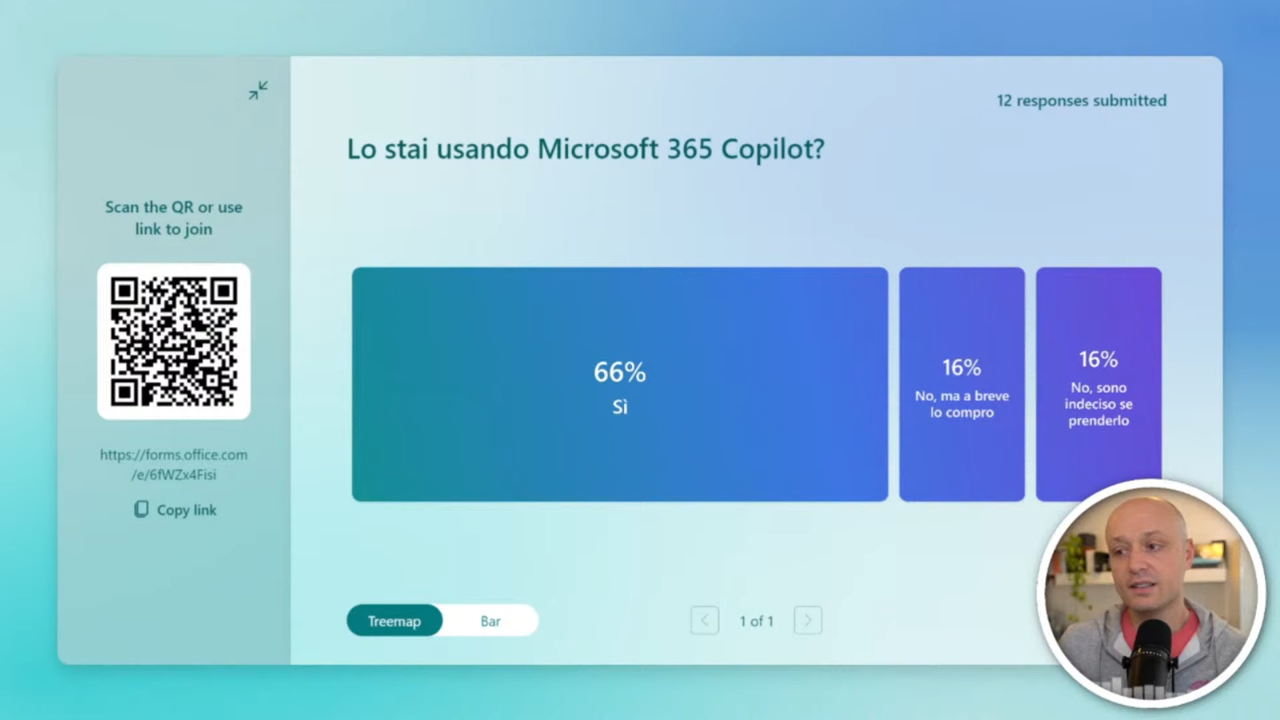 12 responses submitted
Lo stai usando Microsoft 365 Copilot?
Scan the QR or use
link to join
https://forms.office.com
/e/6fWZx4Fisi
Copy link
66%
Sì
16%
No, ma a breve
lo compro
16%
No, sono
indeciso se
prenderlo
Treemap
Bar
1 of 1